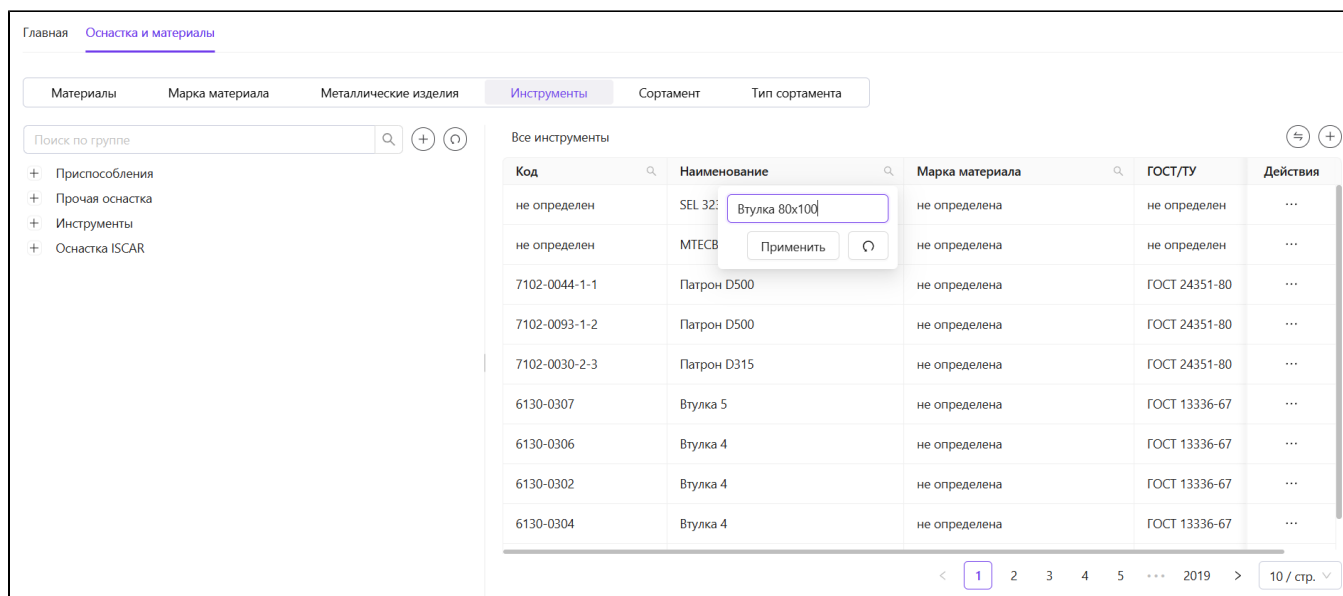 Главная Оснастка и материалы
Материалы Марка материала Металлические изделия Инструменты Сортамент Тип сортамента
Поиск по группе
Приспособления
Прочая оснастка
Инструменты
Оснастка ISCAR
Все инструменты
Код Наименование Марка материала ГОСТ/ТУ Действия
не определен SEL 323 не определена не определен ...
Втулка 80x100
Применить
не определен MTECB не определена не определен ...
7102-0044-1-1 Патрон D500 не определена ГОСТ 24351-80 ...
7102-0093-1-2 Патрон D500 не определена ГОСТ 24351-80 ...
7102-0030-2-3 Патрон D315 не определена ГОСТ 24351-80 ...
6130-0307 Втулка 5 не определена ГОСТ 13336-67 ...
6130-0306 Втулка 4 не определена ГОСТ 13336-67 ...
6130-0302 Втулка 4 не определена ГОСТ 13336-67 ...
6130-0304 Втулка 4 не определена ГОСТ 13336-67 ...
< 1 2 3 4 5 ... 2019 > 10 / стр.